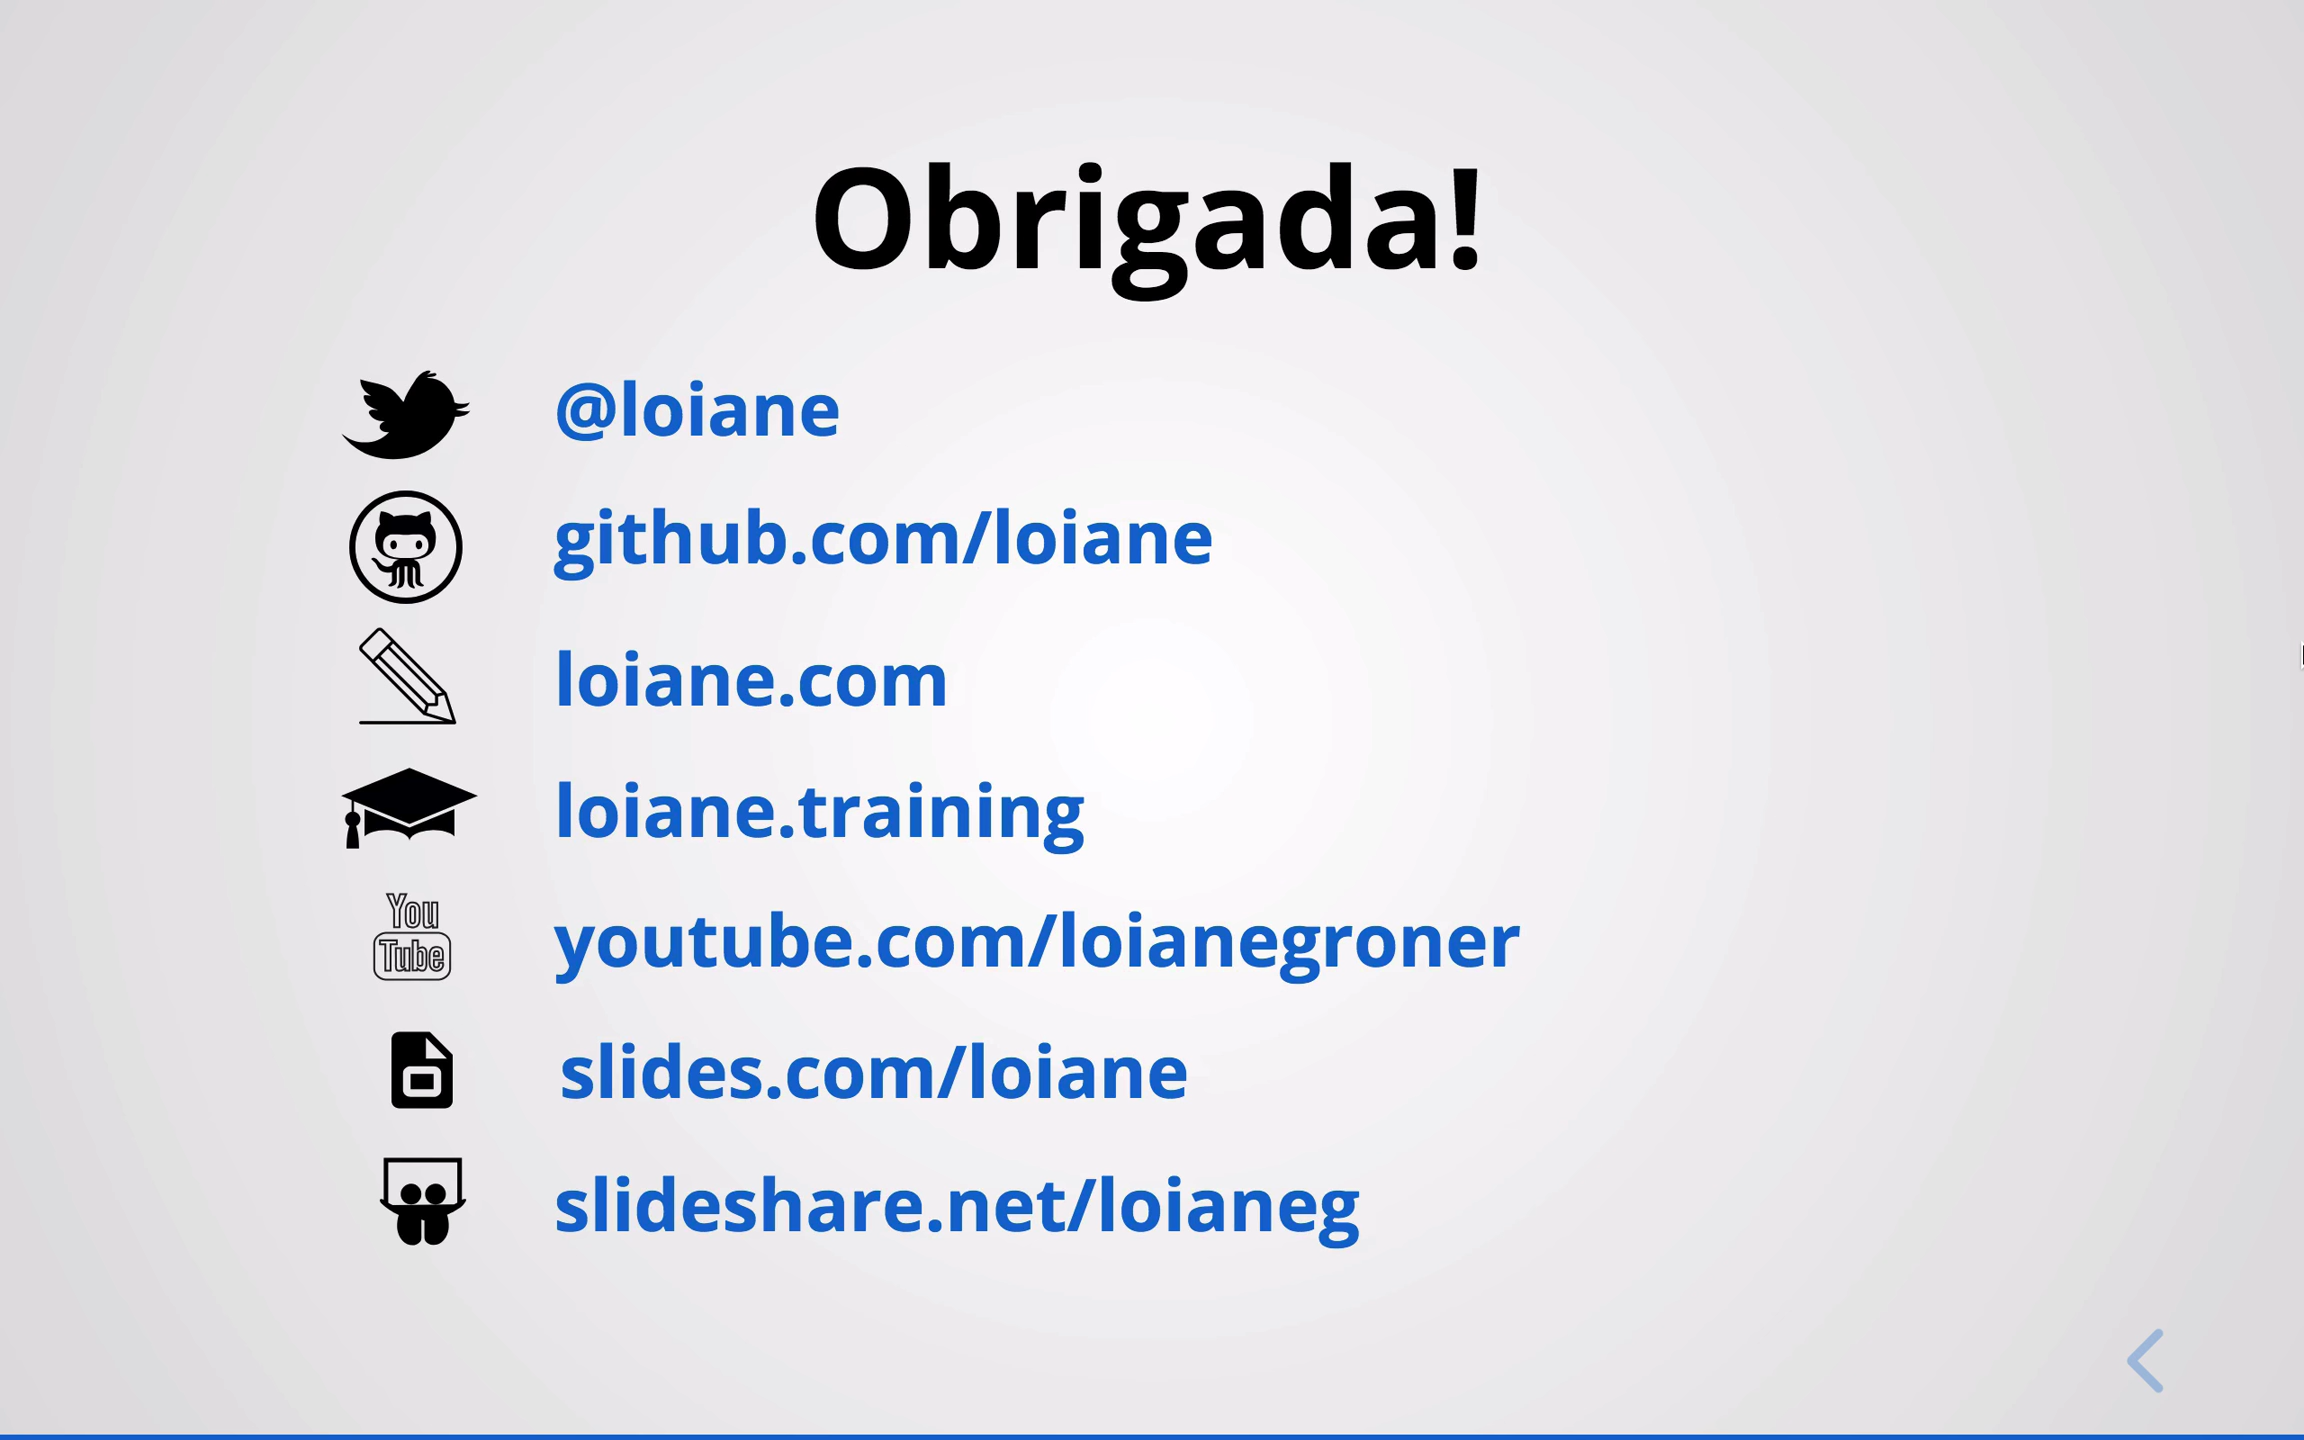 Obrigada!
@loiane
github.com/loiane
loiane.com
loiane.training
You
Tube
youtube.com/loianegroner
slides.com/loiane
slideshare.net/loianeg